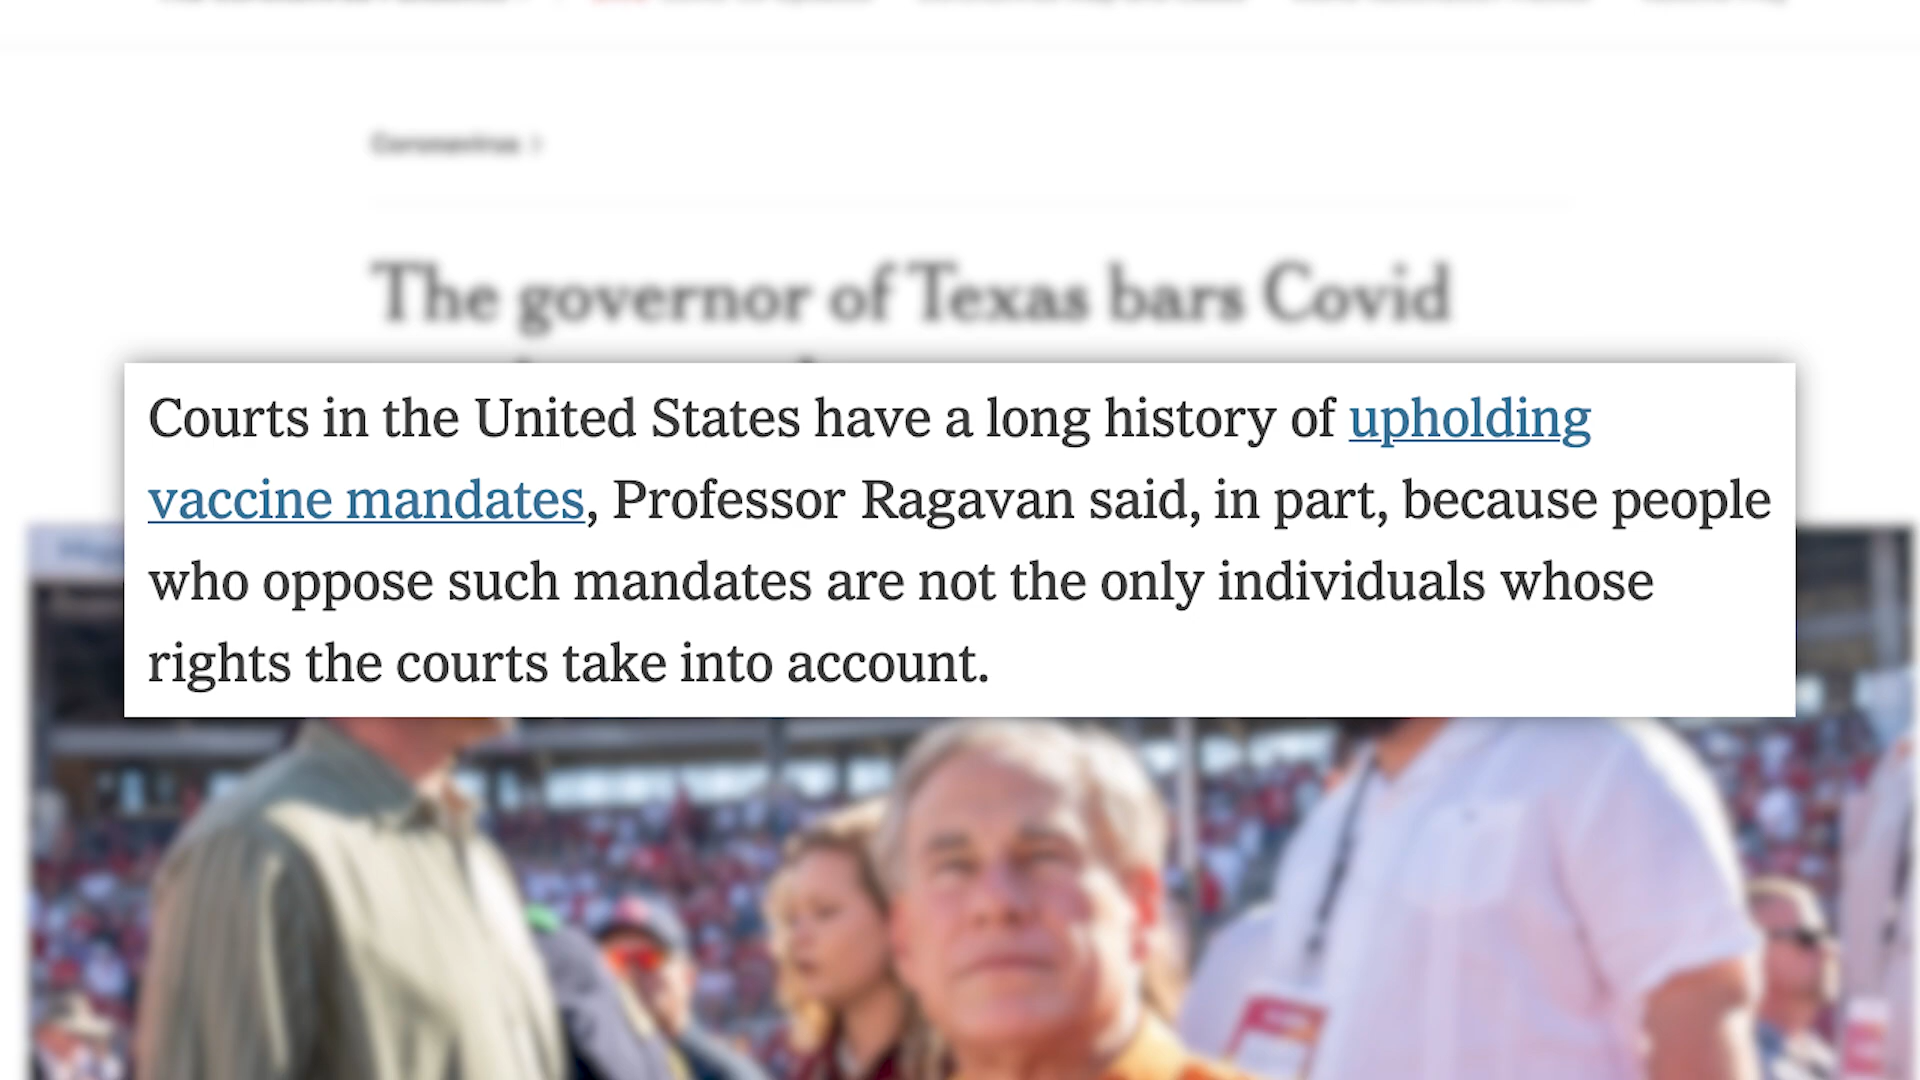 Coronavirus >
The governor of Texas bars Covid
Courts in the United States have a long history of upholding
vaccine mandates, Professor Ragavan said, in part, because people
who oppose such mandates are not the only individuals whose
rights the courts take into account.